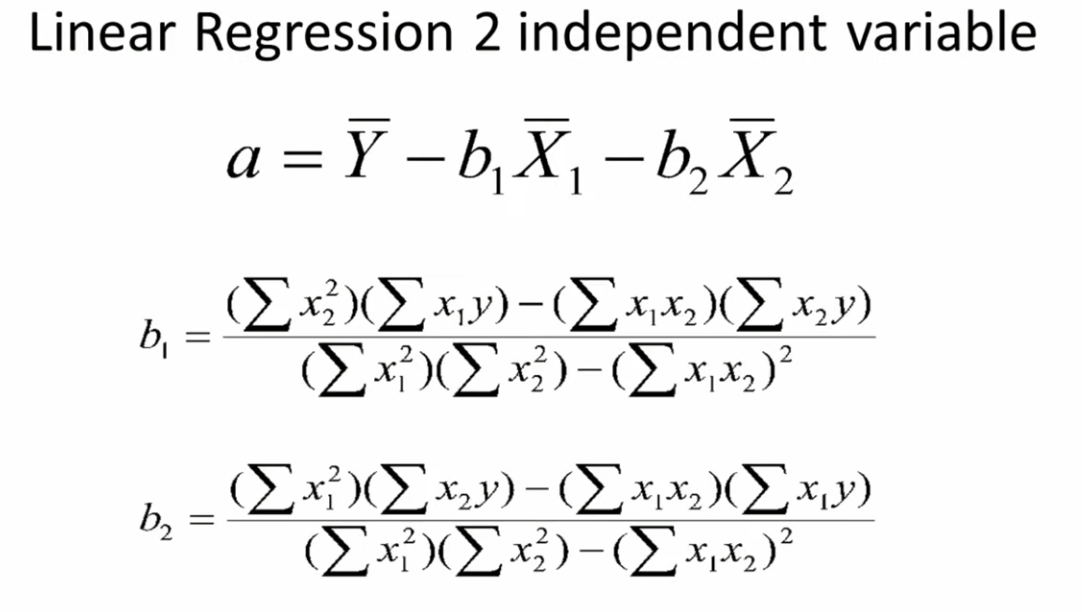 Linear Regression 2 independent variable
a = Y̅ − b₁X̅₁ − b₂X̅₂
b₁ = (∑x₂²)(∑x₁y) − (∑x₁x₂)(∑x₂y)
(∑x₁²)(∑x₂²) − (∑x₁x₂)²
b₂ = (∑x₁²)(∑x₂y) − (∑x₁x₂)(∑x₁y)
(∑x₁²)(∑x₂²) − (∑x₁x₂)²